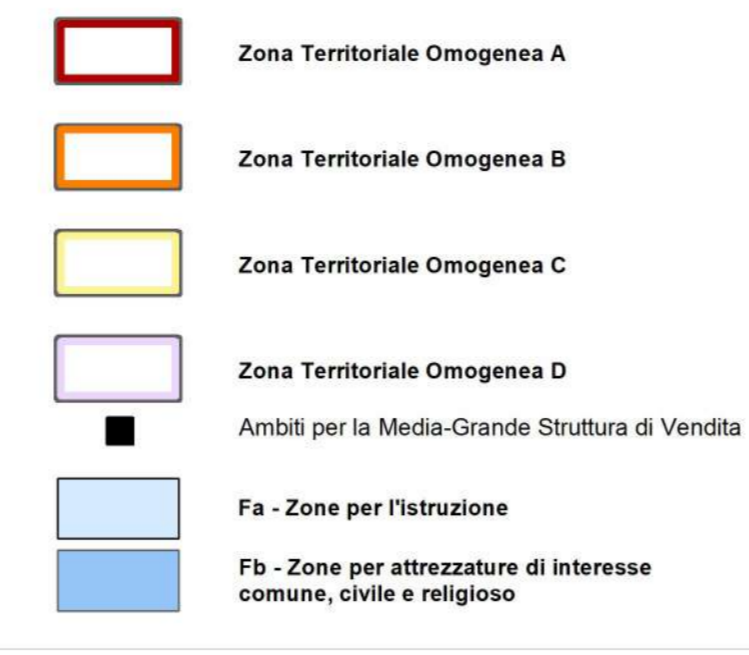 Zona Territoriale Omogenea A
Zona Territoriale Omogenea B
Zona Territoriale Omogenea C
Zona Territoriale Omogenea D
Ambiti per la Media-Grande Struttura di Vendita
Fa - Zone per l'istruzione
Fb - Zone per attrezzature di interesse
comune, civile e religioso